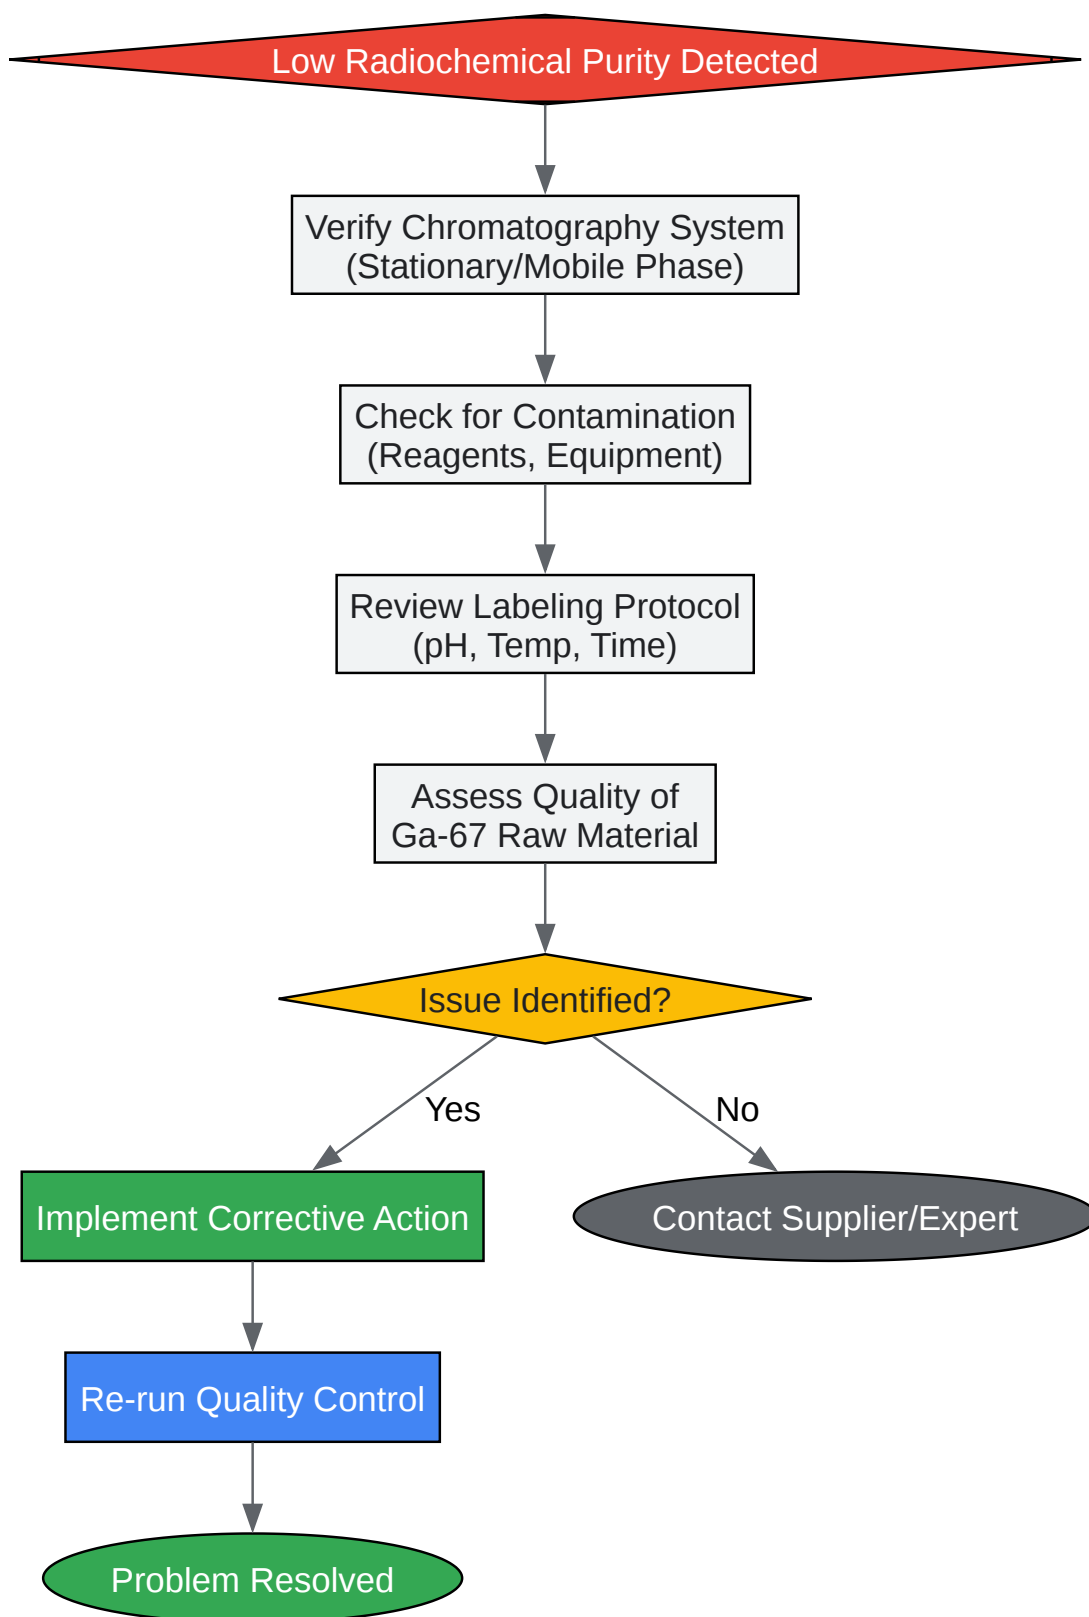 Low Radiochemical Purity Detected
Verify Chromatography System
(Stationary/Mobile Phase)
Check for Contamination
(Reagents, Equipment)
Review Labeling Protocol
(pH, Temp, Time)
Assess Quality of
Ga-67 Raw Material
Issue Identified?
Yes
No
Implement Corrective Action
Contact Supplier/Expert
Re-run Quality Control
Problem Resolved